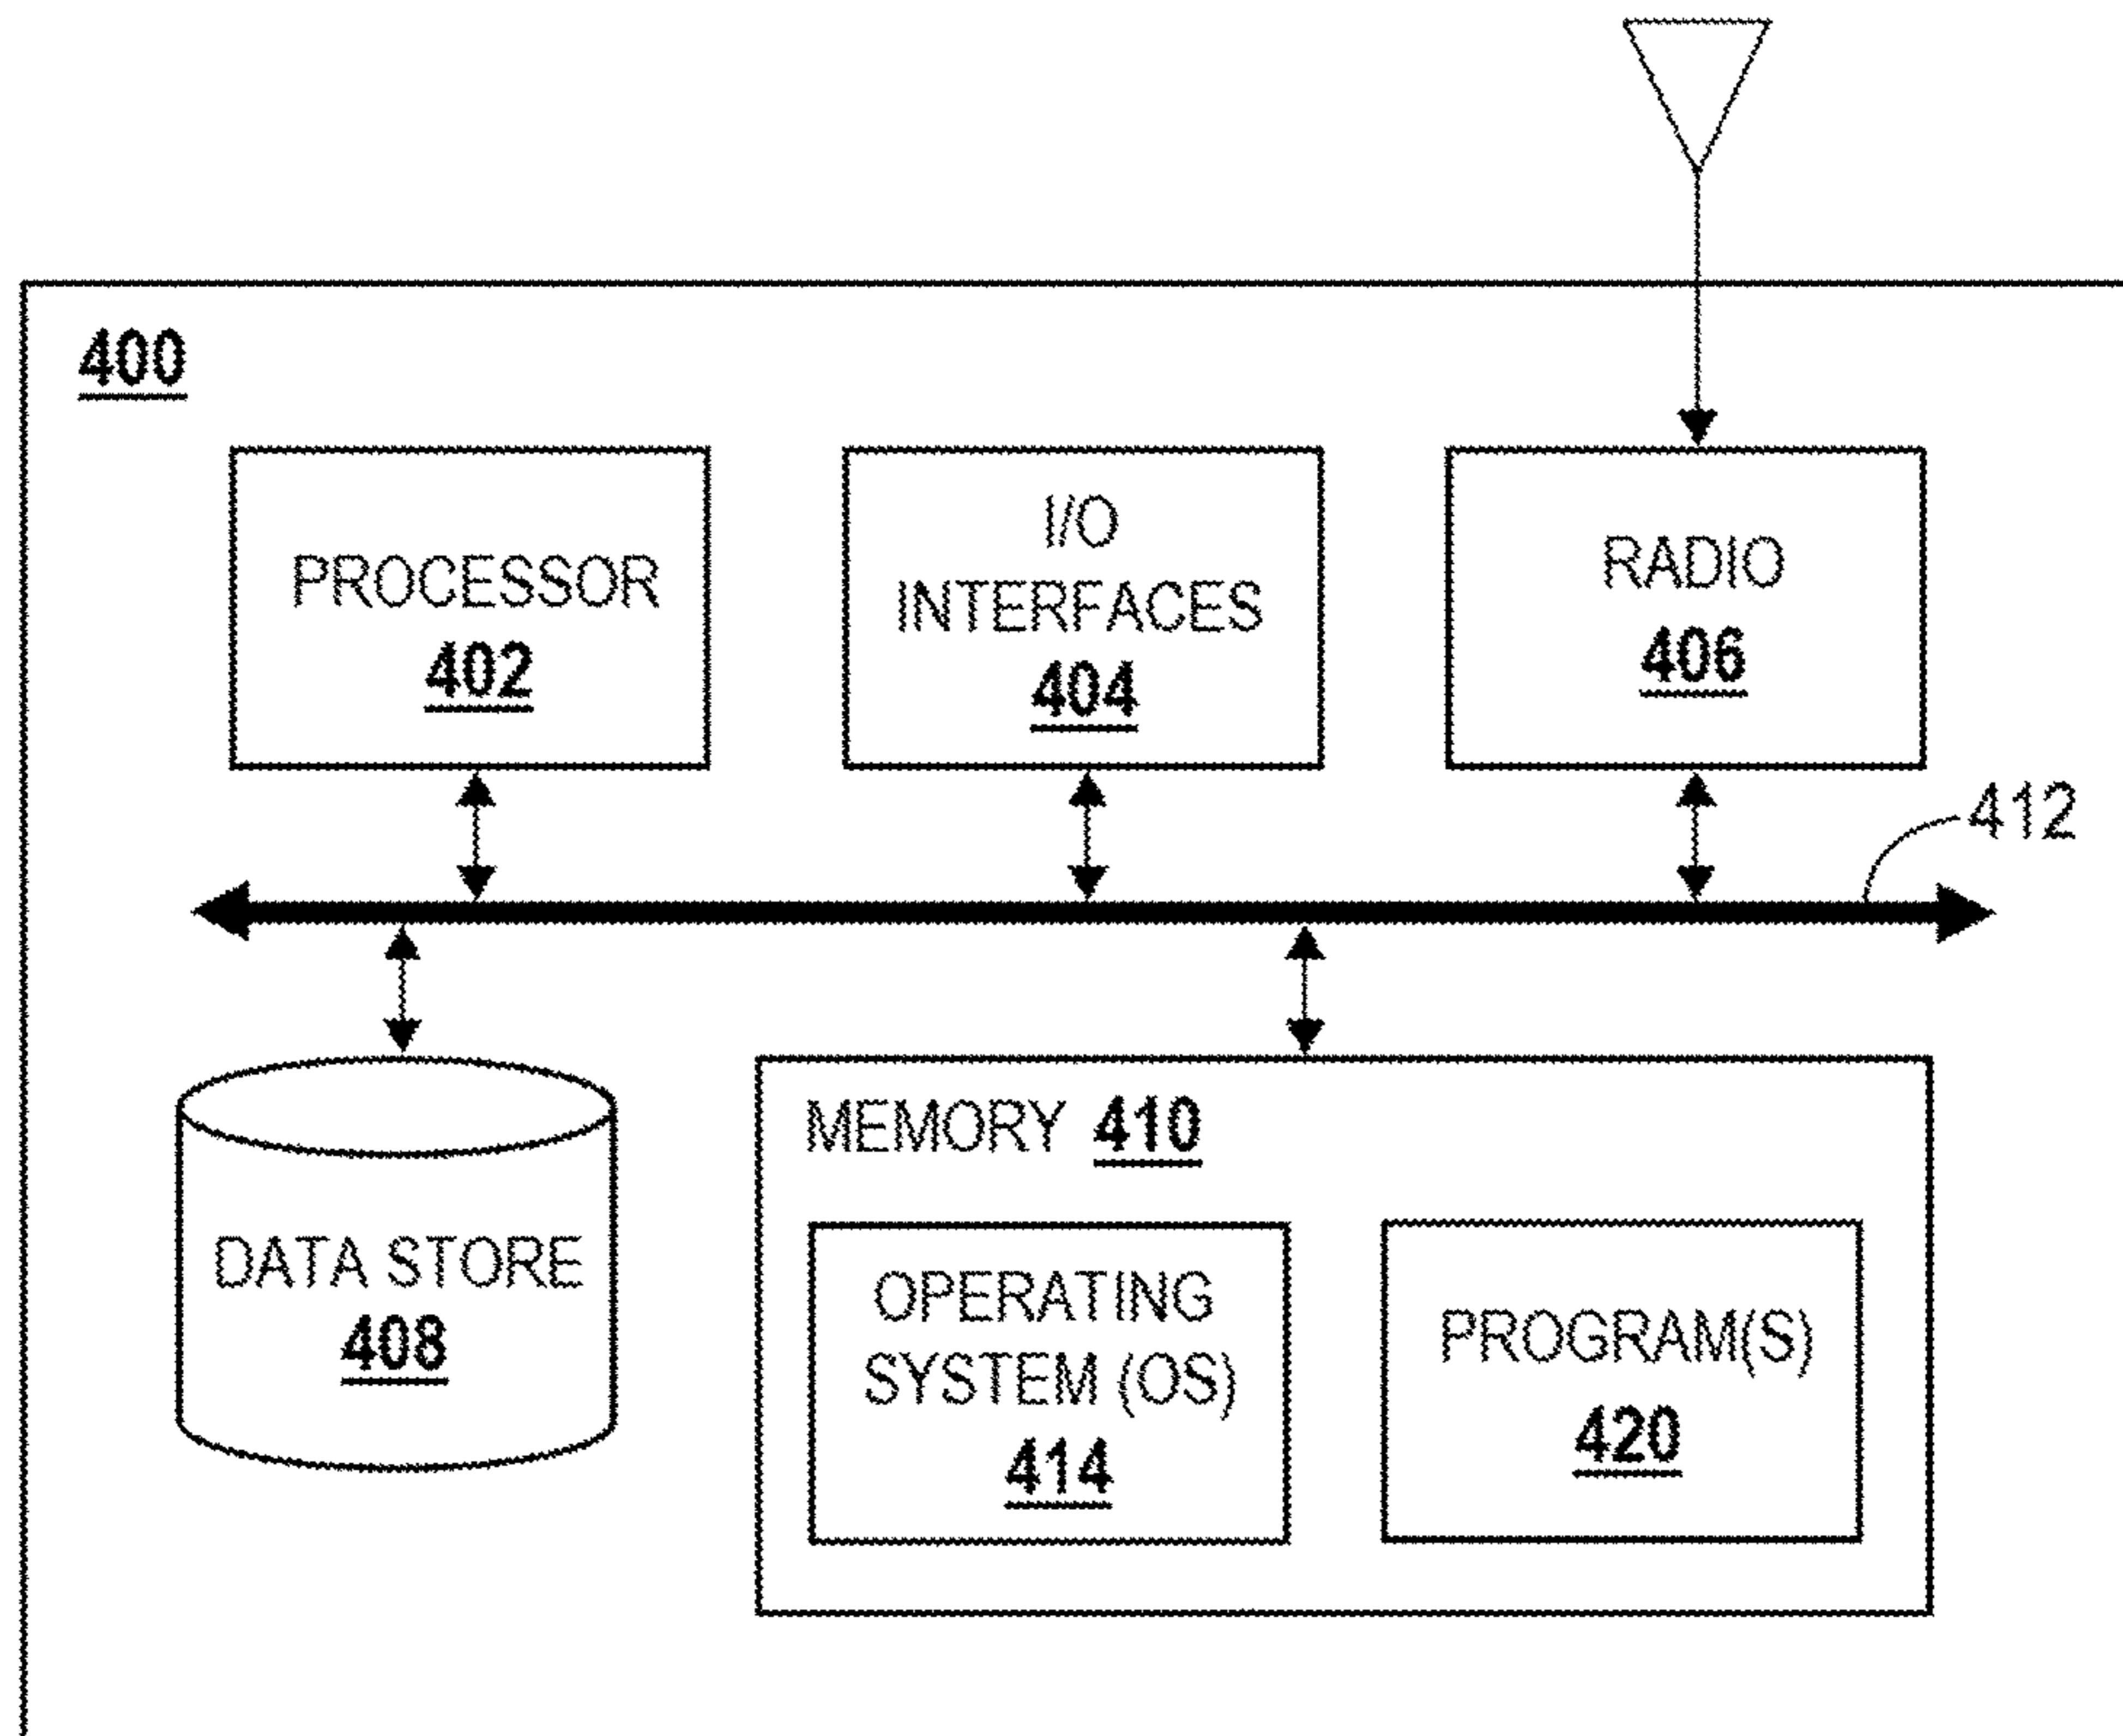 400
PROCESSOR
402
I/O
INTERFACES
404
RADIO
406
412
DATA STORE
408
MEMORY 410
OPERATING
SYSTEM (OS)
414
PROGRAM(S)
420